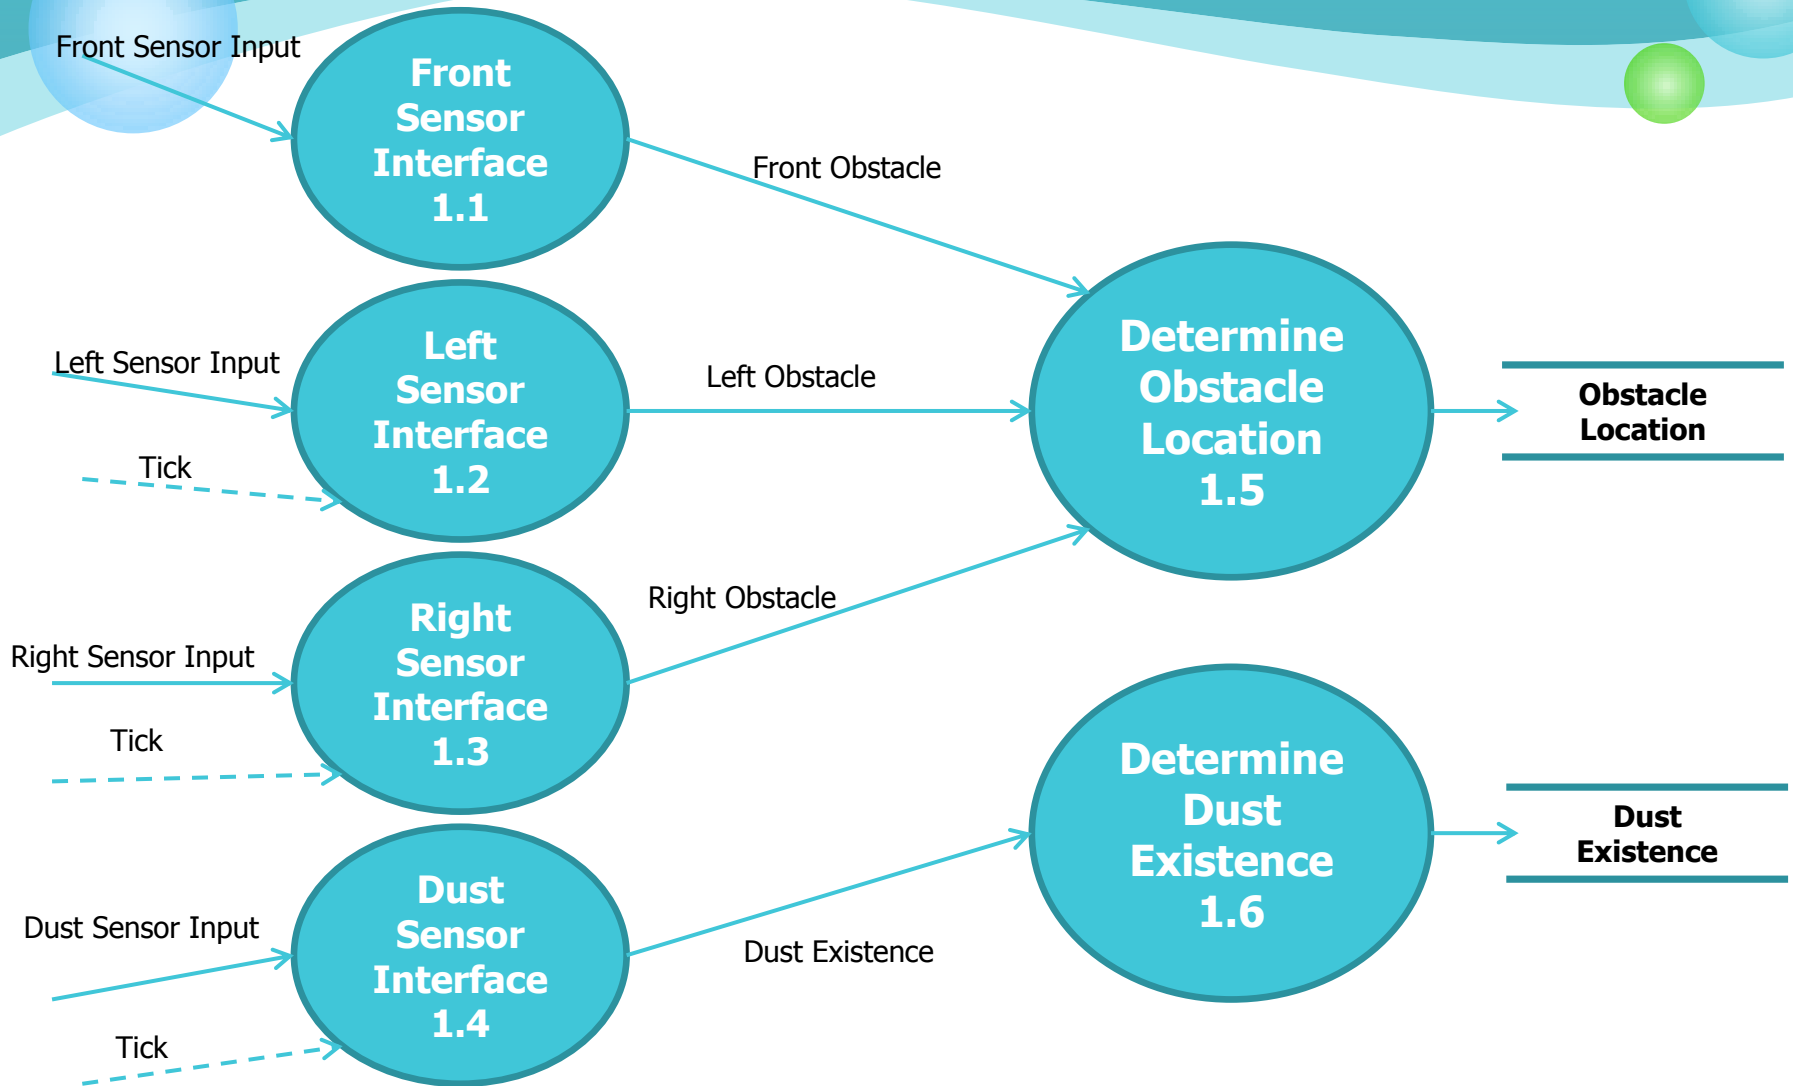 Front Sensor Input
Front
Sensor
Interface
1.1
Front Obstacle
Left Sensor Input
Tick
Left
Sensor
Interface
1.2
Left Obstacle
Determine
Obstacle
Location
1.5
Obstacle
Location
Right Sensor Input
Tick
Right
Sensor
Interface
1.3
Right Obstacle
Dust Sensor Input
Tick
Dust
Sensor
Interface
1.4
Dust Existence
Determine
Dust
Existence
1.6
Dust
Existence